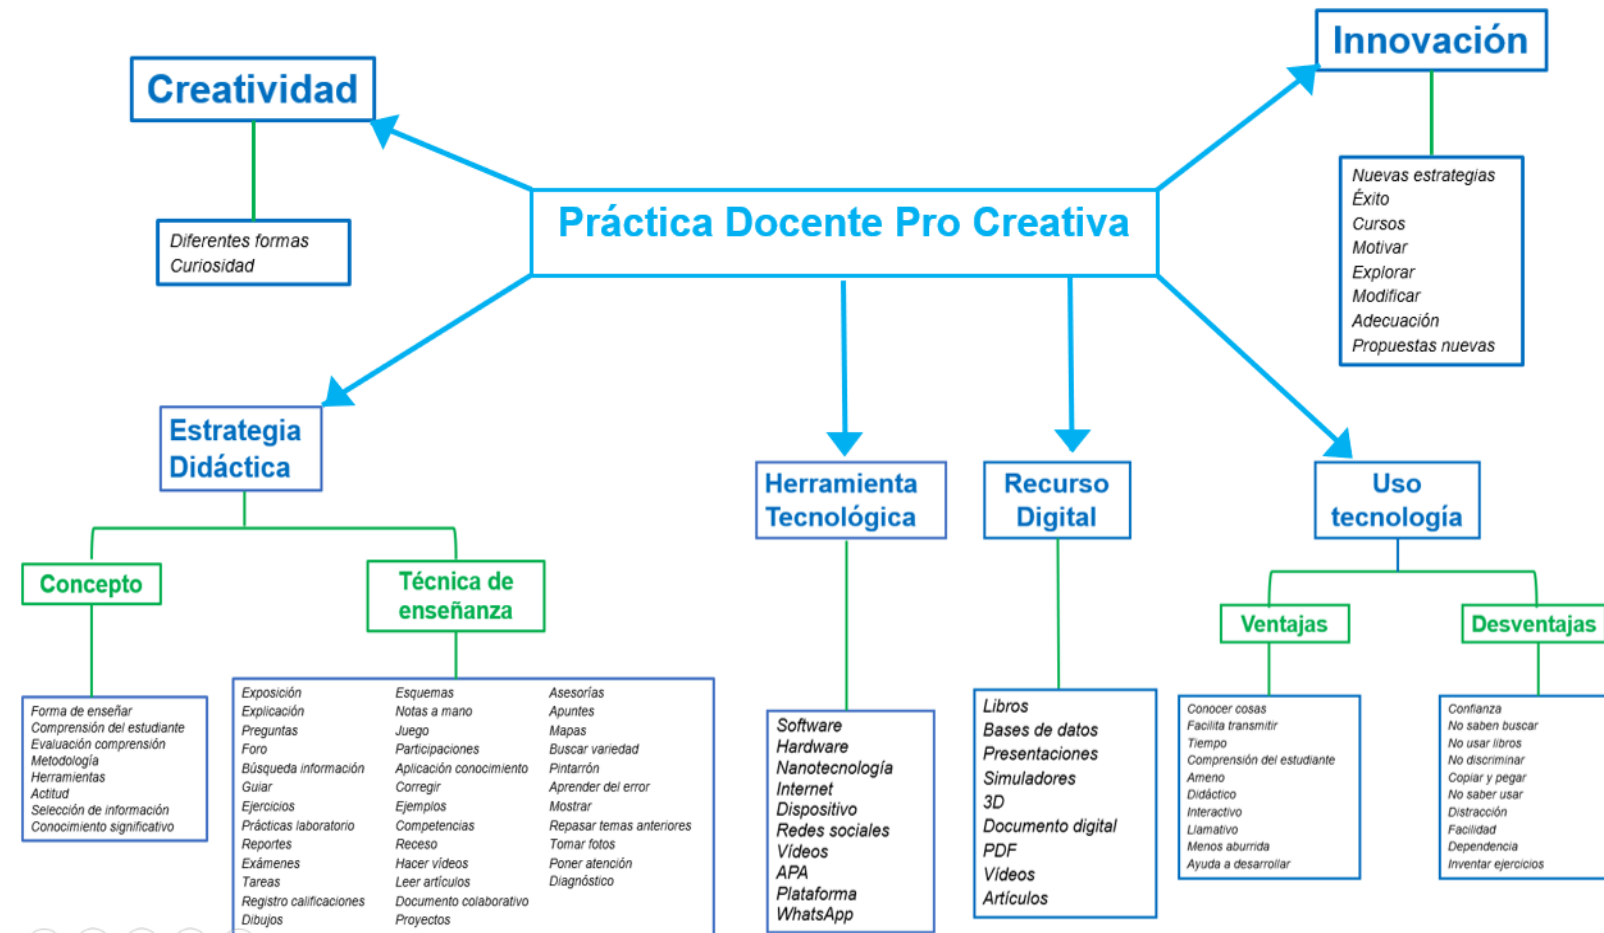 Innovación
Creatividad
Nuevas estrategias
Éxito
Cursos
Motivar
Explorar
Modificar
Adecuación
Propuestas nuevas
Práctica Docente Pro Creativa
Diferentes formas
Curiosidad
Estrategia
Didáctica
Herramienta
Tecnológica
Recurso
Digital
Uso
tecnología
Concepto
Técnica de
enseñanza
Ventajas
Desventajas
Forma de enseñar
Comprensión del estudiante
Evaluación comprensión
Metodología
Herramientas
Actitud
Selección de información
Conocimiento significativo
Exposición
Explicación
Preguntas
Foro
Búsqueda información
Guiar
Ejercicios
Prácticas laboratorio
Reportes
Exámenes
Tareas
Registro calificaciones
Dibujos
Esquemas
Notas a mano
Juego
Participaciones
Aplicación conocimiento
Corregir
Ejemplos
Competencias
Receso
Hacer vídeos
Leer artículos
Documento colaborativo
Proyectos
Asesorías
Apuntes
Mapas
Buscar variedad
Pintarrón
Aprender del error
Mostrar
Repasar temas anteriores
Tomar fotos
Poner atención
Diagnóstico
Software
Hardware
Nanotecnología
Internet
Dispositivo
Redes sociales
Vídeos
APA
Plataforma
WhatsApp
Libros
Bases de datos
Presentaciones
Simuladores
3D
Documento digital
PDF
Vídeos
Artículos
Conocer cosas
Facilita transmitir
Tiempo
Comprensión del estudiante
Ameno
Didáctico
Interactivo
Llamativo
Menos aburrida
Ayuda a desarrollar
Confianza
No saben buscar
No usar libros
No discriminar
Copiar y pegar
No saber usar
Distracción
Facilidad
Dependencia
Inventar ejercicios